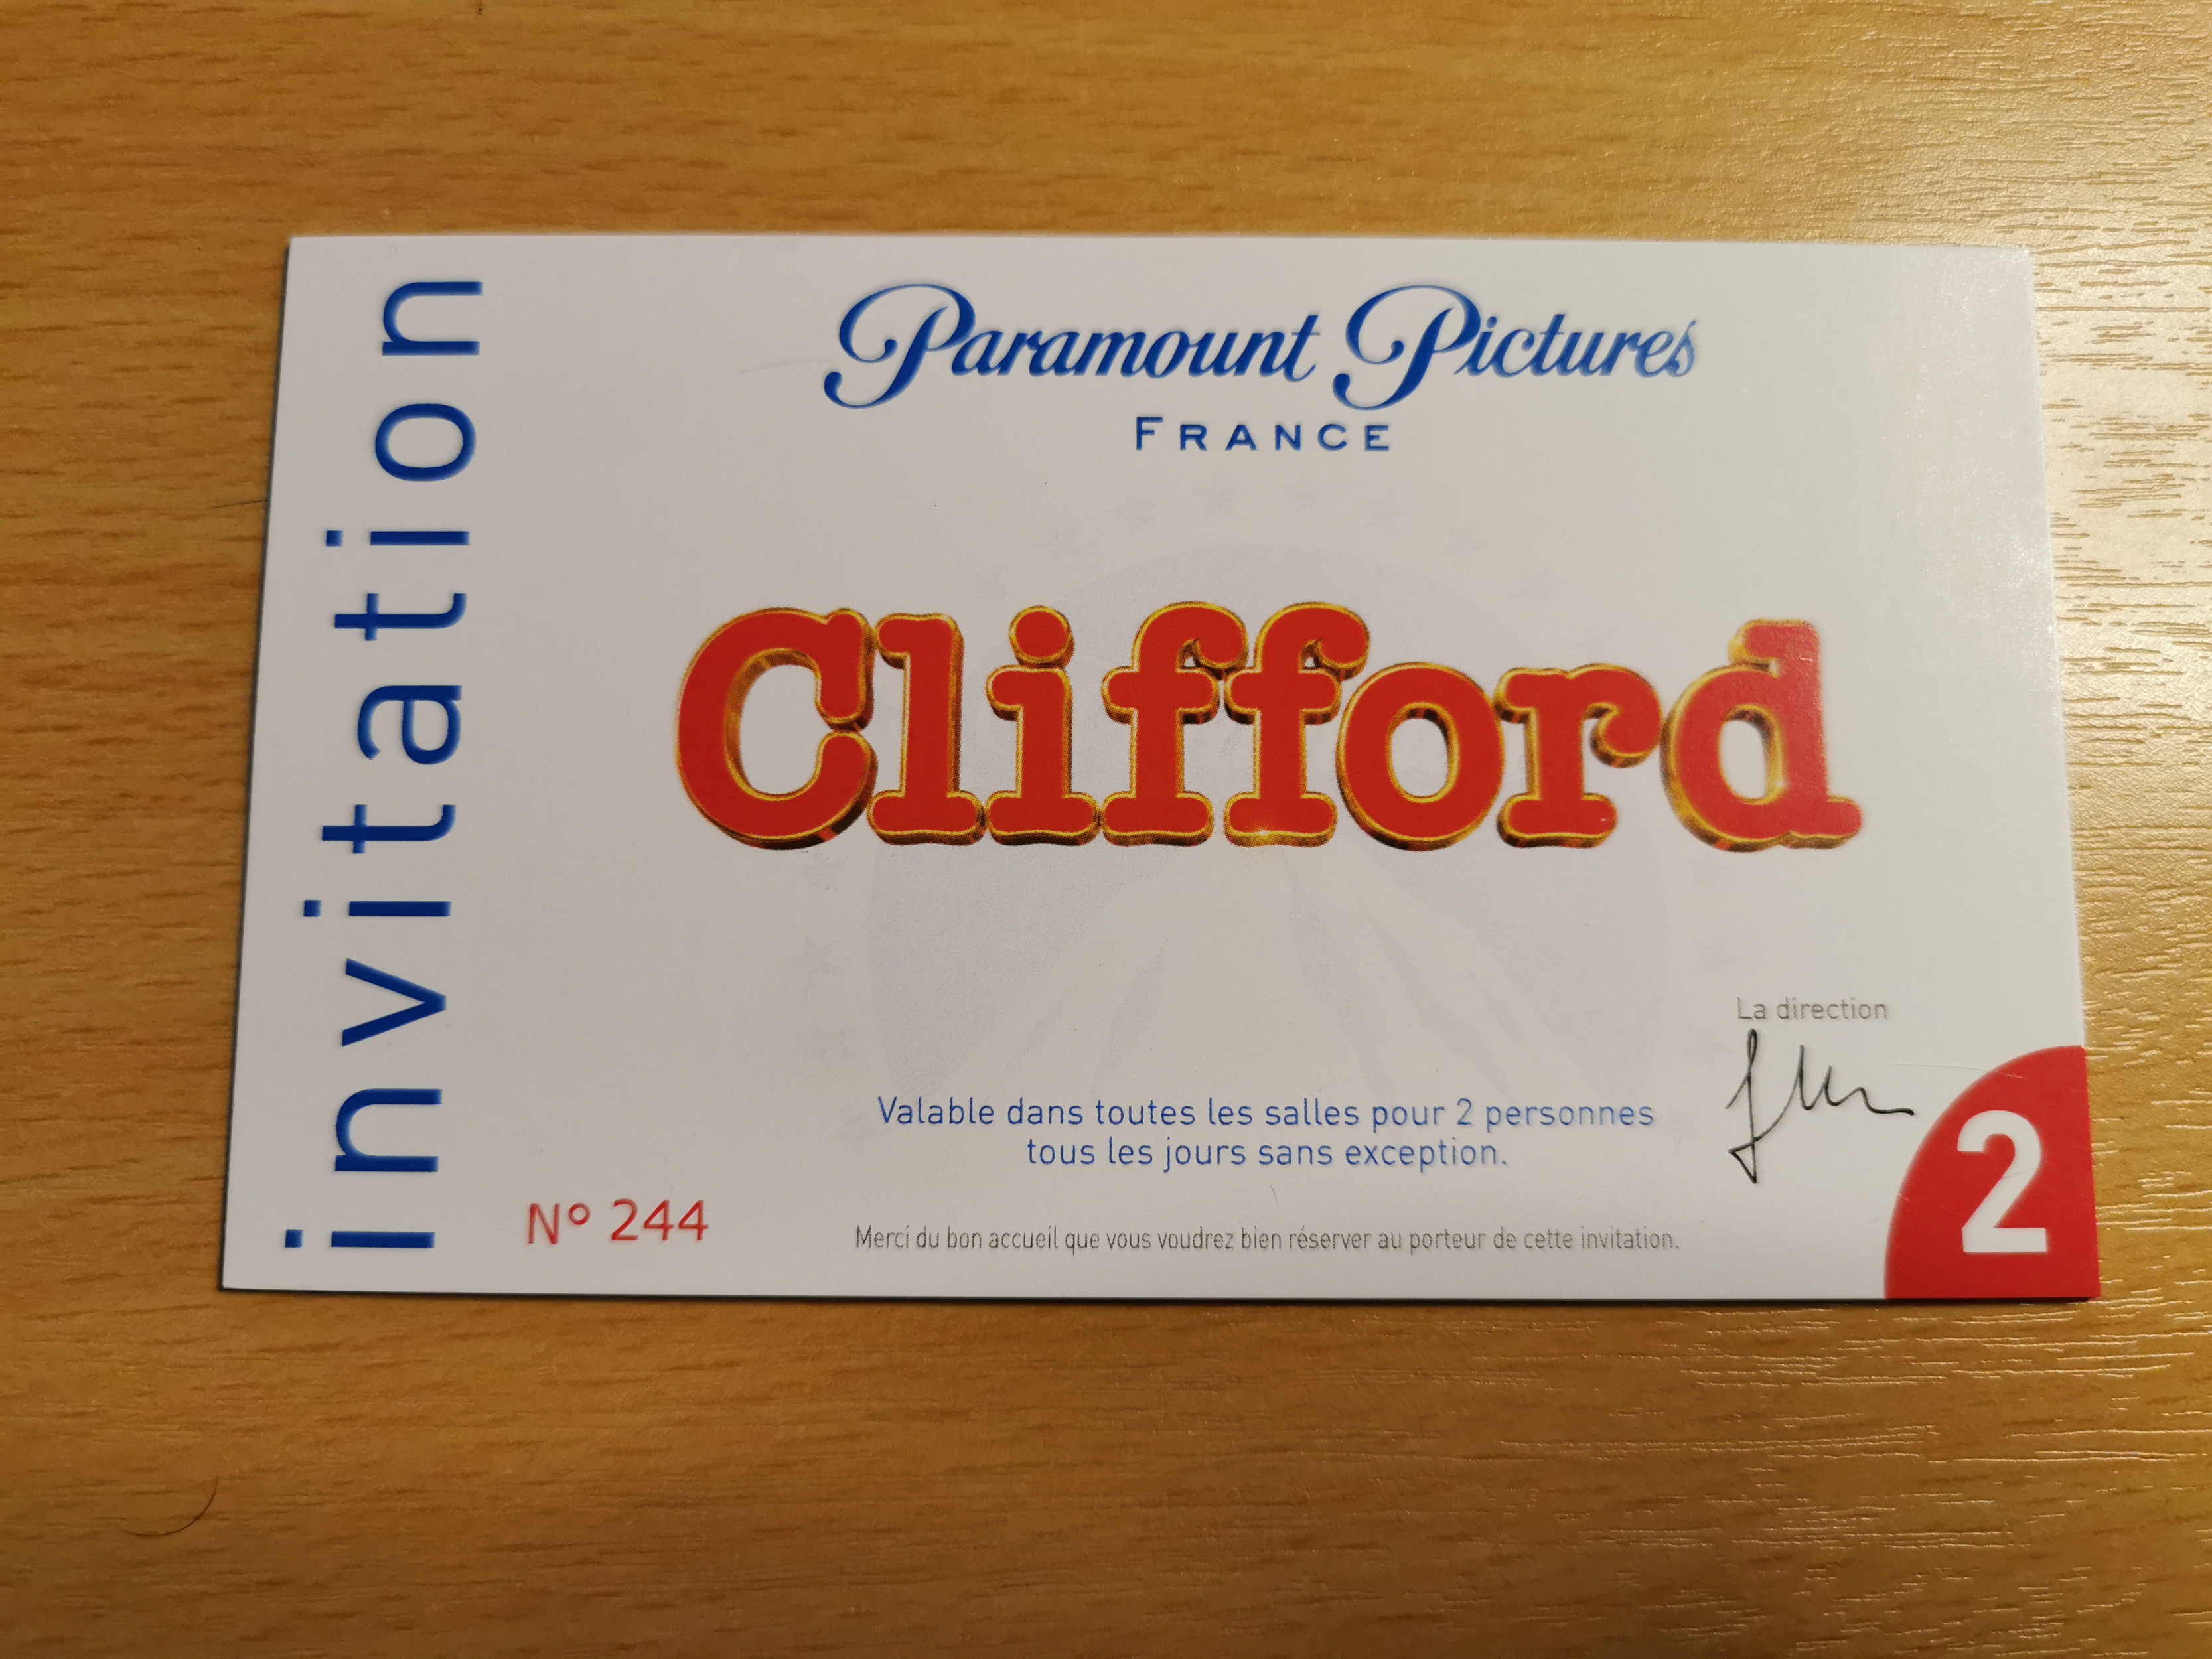 invitation
Paramount Pictures
FRANCE
Clifford
La direction
Valable dans toutes les salles pour 2 personnes
tous les jours sans exception.
2
N° 244
Merci du bon accueil que vous voudrez bien réserver au porteur de cette invitation.